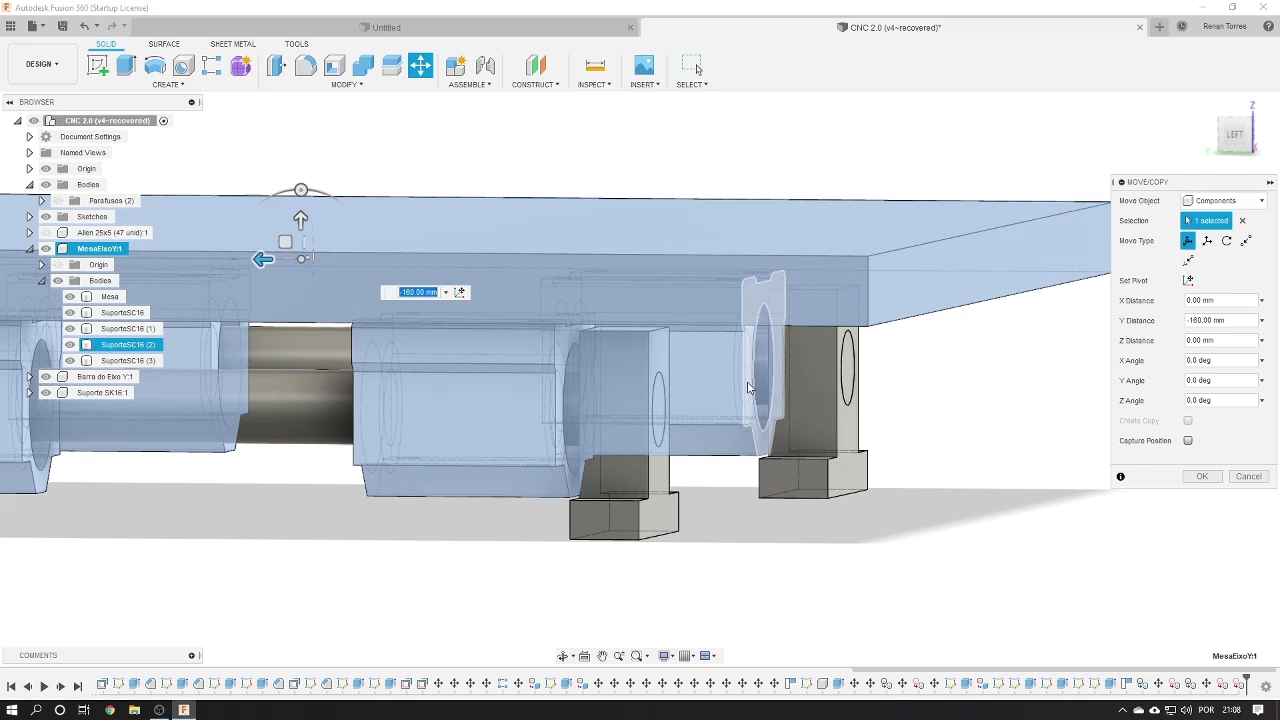 Autodesk Fusion 360 (Startup License)
Untitled
CNC 2.0 (v4~recovered)*
Renan Torres
SOLID
SURFACE
SHEET METAL
TOOLS
DESIGN
CREATE
MODIFY
ASSEMBLE
CONSTRUCT
INSPECT
INSERT
SELECT
BROWSER
CNC 2.0 (v4~recovered)
Document Settings
Named Views
Origin
Bodies
Parafusos (2)
Sketches
Allen 25x5 (47 unid):1
MesaEixoY:1
Origin
Bodies
Mesa
SuporteSC16
SuporteSC16 (1)
SuporteSC16 (2)
SuporteSC16 (3)
Barra do Eixo Y:1
Suporte SK16:1
-160.00 mm
LEFT
Z
Y
X
MOVE/COPY
Move Object
Components
Selection
1 selected
Move Type
Set Pivot
X Distance
0.00 mm
Y Distance
-160.00 mm
Z Distance
0.00 mm
X Angle
0.0 deg
Y Angle
0.0 deg
Z Angle
0.0 deg
Create Copy
Capture Position
OK
Cancel
COMMENTS
MesaEixoY:1
POR
21:08